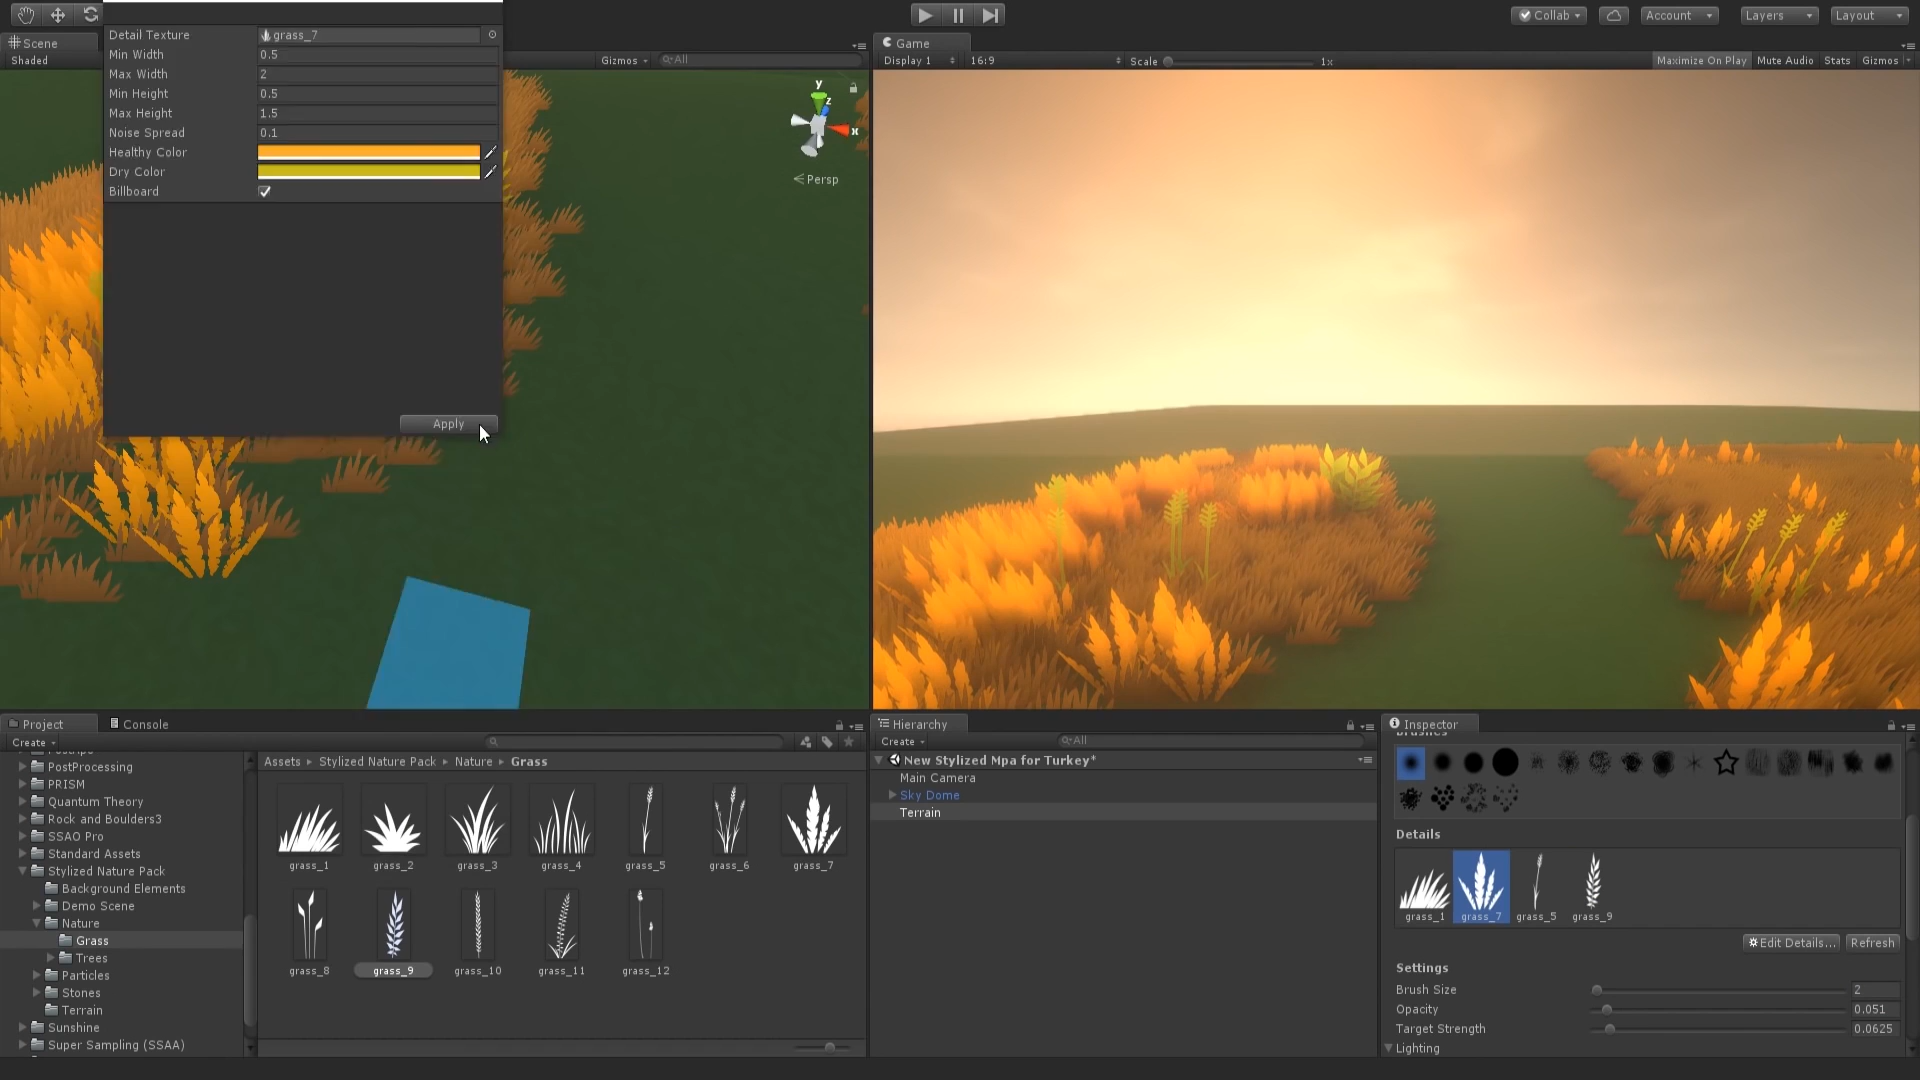 Collab
Account
Layers
Layout
Scene
Shaded
Gizmos
All
Detail Texture
grass_7
Min Width
0.5
Max Width
2
Min Height
0.5
Max Height
1.5
Noise Spread
0.1
Healthy Color
Dry Color
Billboard
Apply
y
z
x
Persp
Game
Display 1
16:9
Scale
1x
Maximize On Play
Mute Audio
Stats
Gizmos
Project
Console
Create
PostProcessing
PRISM
Quantum Theory
Rock and Boulders3
SSAO Pro
Standard Assets
Stylized Nature Pack
Background Elements
Demo Scene
Nature
Grass
Trees
Particles
Stones
Terrain
Sunshine
Super Sampling (SSAA)
Assets
Stylized Nature Pack
Nature
Grass
grass_1
grass_2
grass_3
grass_4
grass_5
grass_6
grass_7
grass_8
grass_9
grass_10
grass_11
grass_12
Hierarchy
Create
All
New Stylized Mpa for Turkey*
Main Camera
Sky Dome
Terrain
Inspector
Brushes
Details
grass_1
grass_7
grass_5
grass_9
Edit Details...
Refresh
Settings
Brush Size
2
Opacity
0.051
Target Strength
0.0625
Lighting